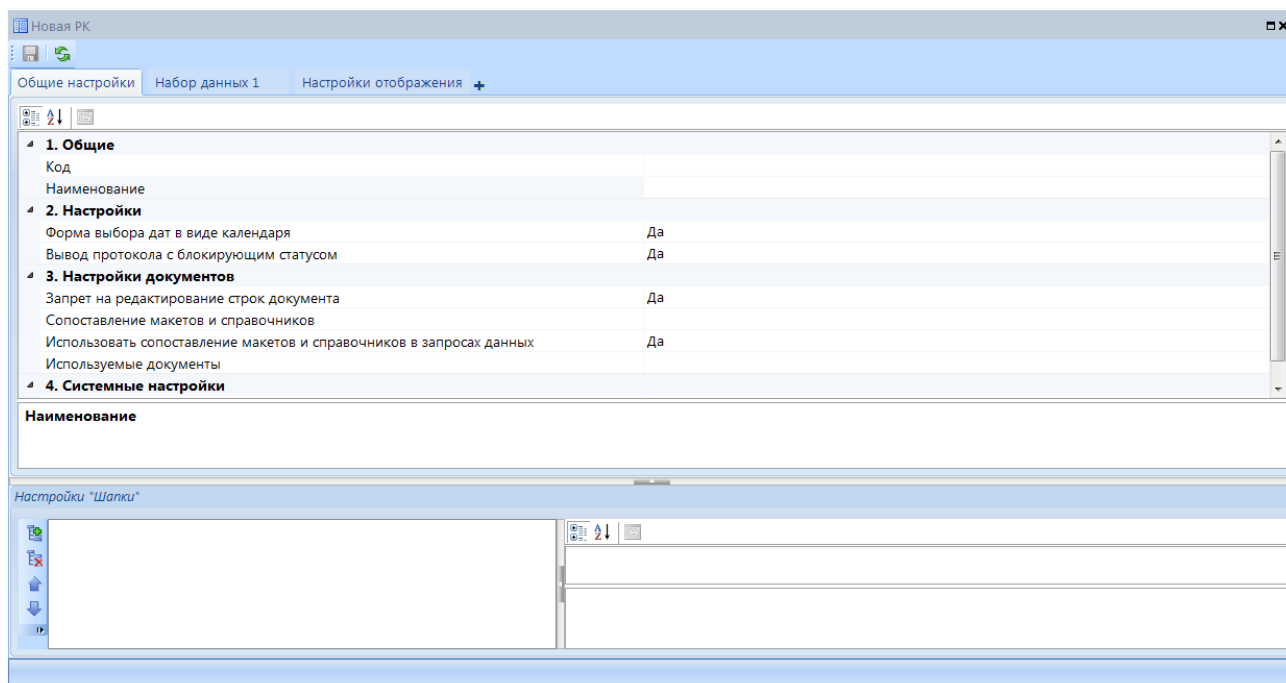 Новая РК
Общие настройки Набор данных 1 Настройки отображения
1. Общие
Код
Наименование
2. Настройки
Форма выбора дат в виде календаря Да
Вывод протокола с блокирующим статусом Да
3. Настройки документов
Запрет на редактирование строк документа Да
Сопоставление макетов и справочников
Использовать сопоставление макетов и справочников в запросах данных Да
Используемые документы
4. Системные настройки
Наименование
Настройки "Шапки"